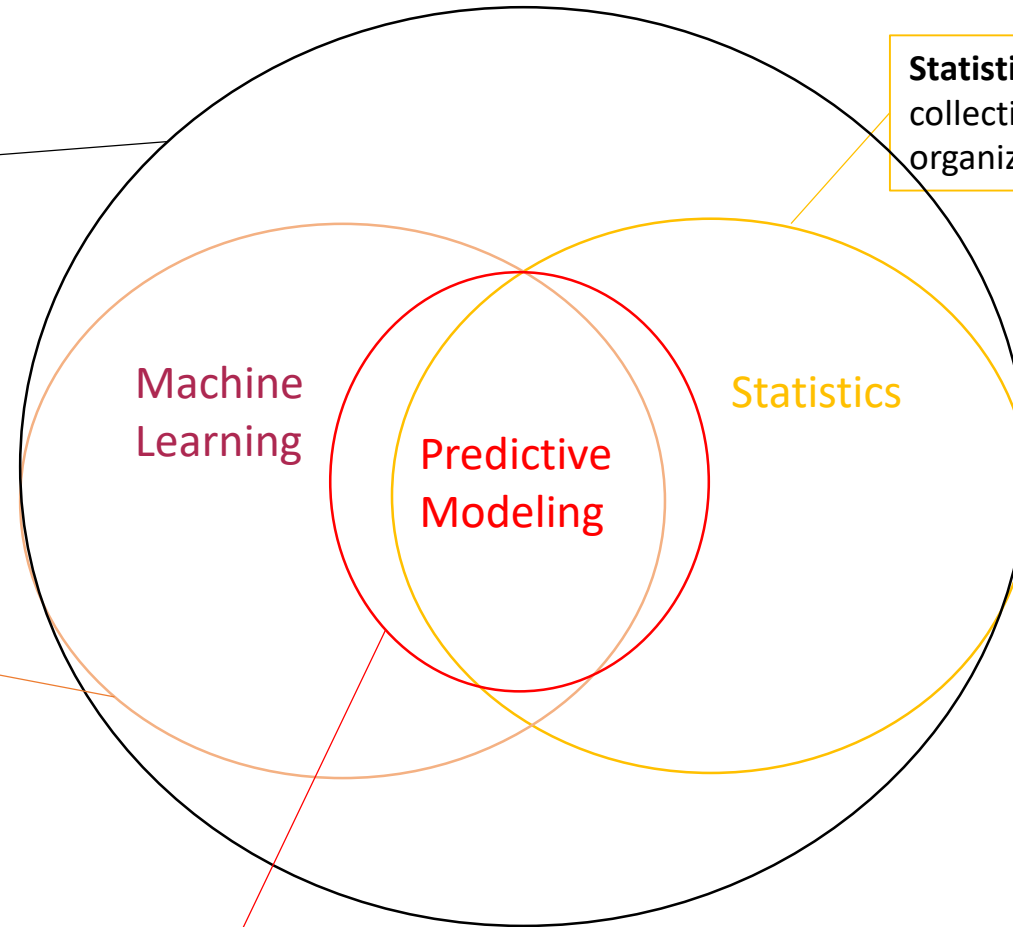 Statisti
collecti
organiz
Machine
Learning
Statistics
Predictive
Modeling